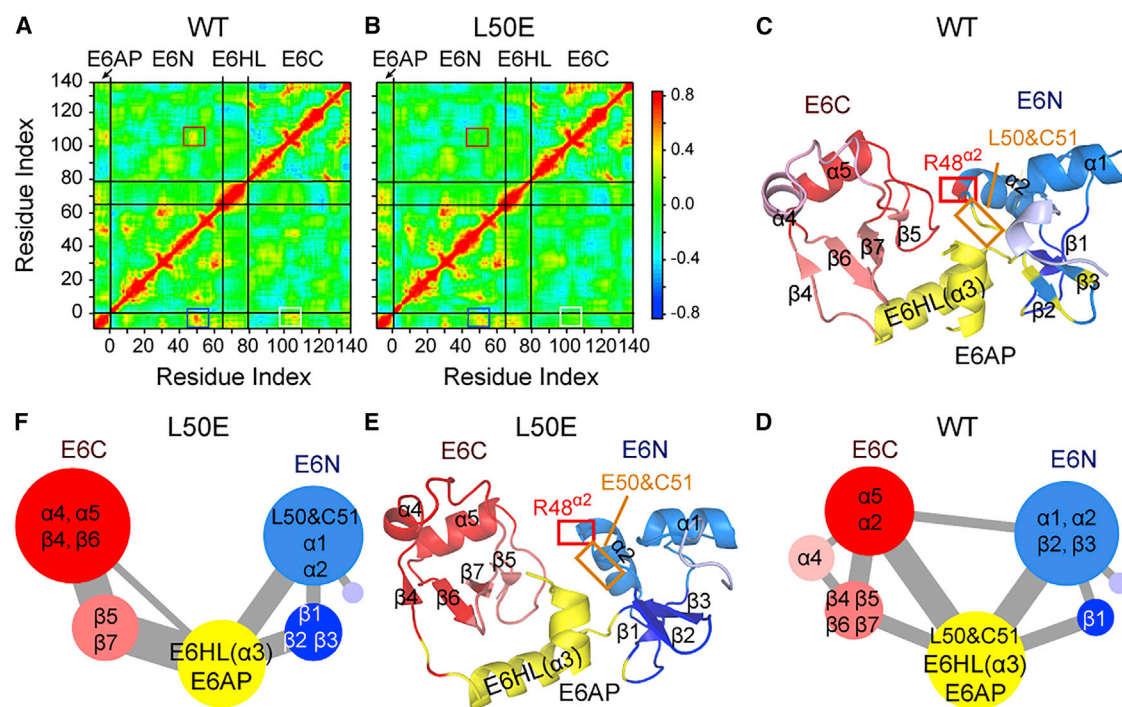 A WT
E6AP E6N E6HL E6C
140
120
100
80
60
40
20
0
0 20 40 60 80 100 120 140
Residue Index
Residue Index
B L50E
E6AP E6N E6HL E6C
0 20 40 60 80 100 120 140
Residue Index
0.8
0.4
0.0
-0.4
-0.8
C WT
E6C
E6N
L50&C51
R48α2
α1
α2
α5
α4
β5
β7
β6
β4
β1
β3
β2
E6HL(α3)
E6AP
F L50E
E6C
E6N
α4, α5
β4, β6
L50&C51
α1
α2
β5
β7
β1
β2 β3
E6HL(α3)
E6AP
E L50E
E6C
E6N
E50&C51
R48α2
α4
α5
α1
α2
β5
β7
β4
β6
β3
β1
β2
E6HL(α3)
E6AP
D WT
E6C
E6N
α5
α2
α1, α2
β2, β3
α4
β4 β5
β6 β7
β1
L50&C51
E6HL(α3)
E6AP